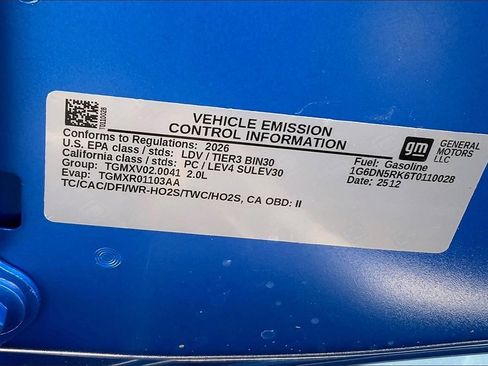 T0110028
VEHICLE EMISSION
CONTROL INFORMATION
Conforms to Regulations: 2026
U.S. EPA class / stds: LDV / TIER3 BIN30
California class / stds: PC / LEV4 SULEV30
Group: TGMXV02.0041 2.0L
Evap: TGMXR01103AA
TC/CAC/DFI/WR-HO2S/TWC/HO2S, CA OBD: II
gm
GENERAL
MOTORS
LLC
Fuel: Gasoline
1G6DN5RK6T0110028
Date: 2512